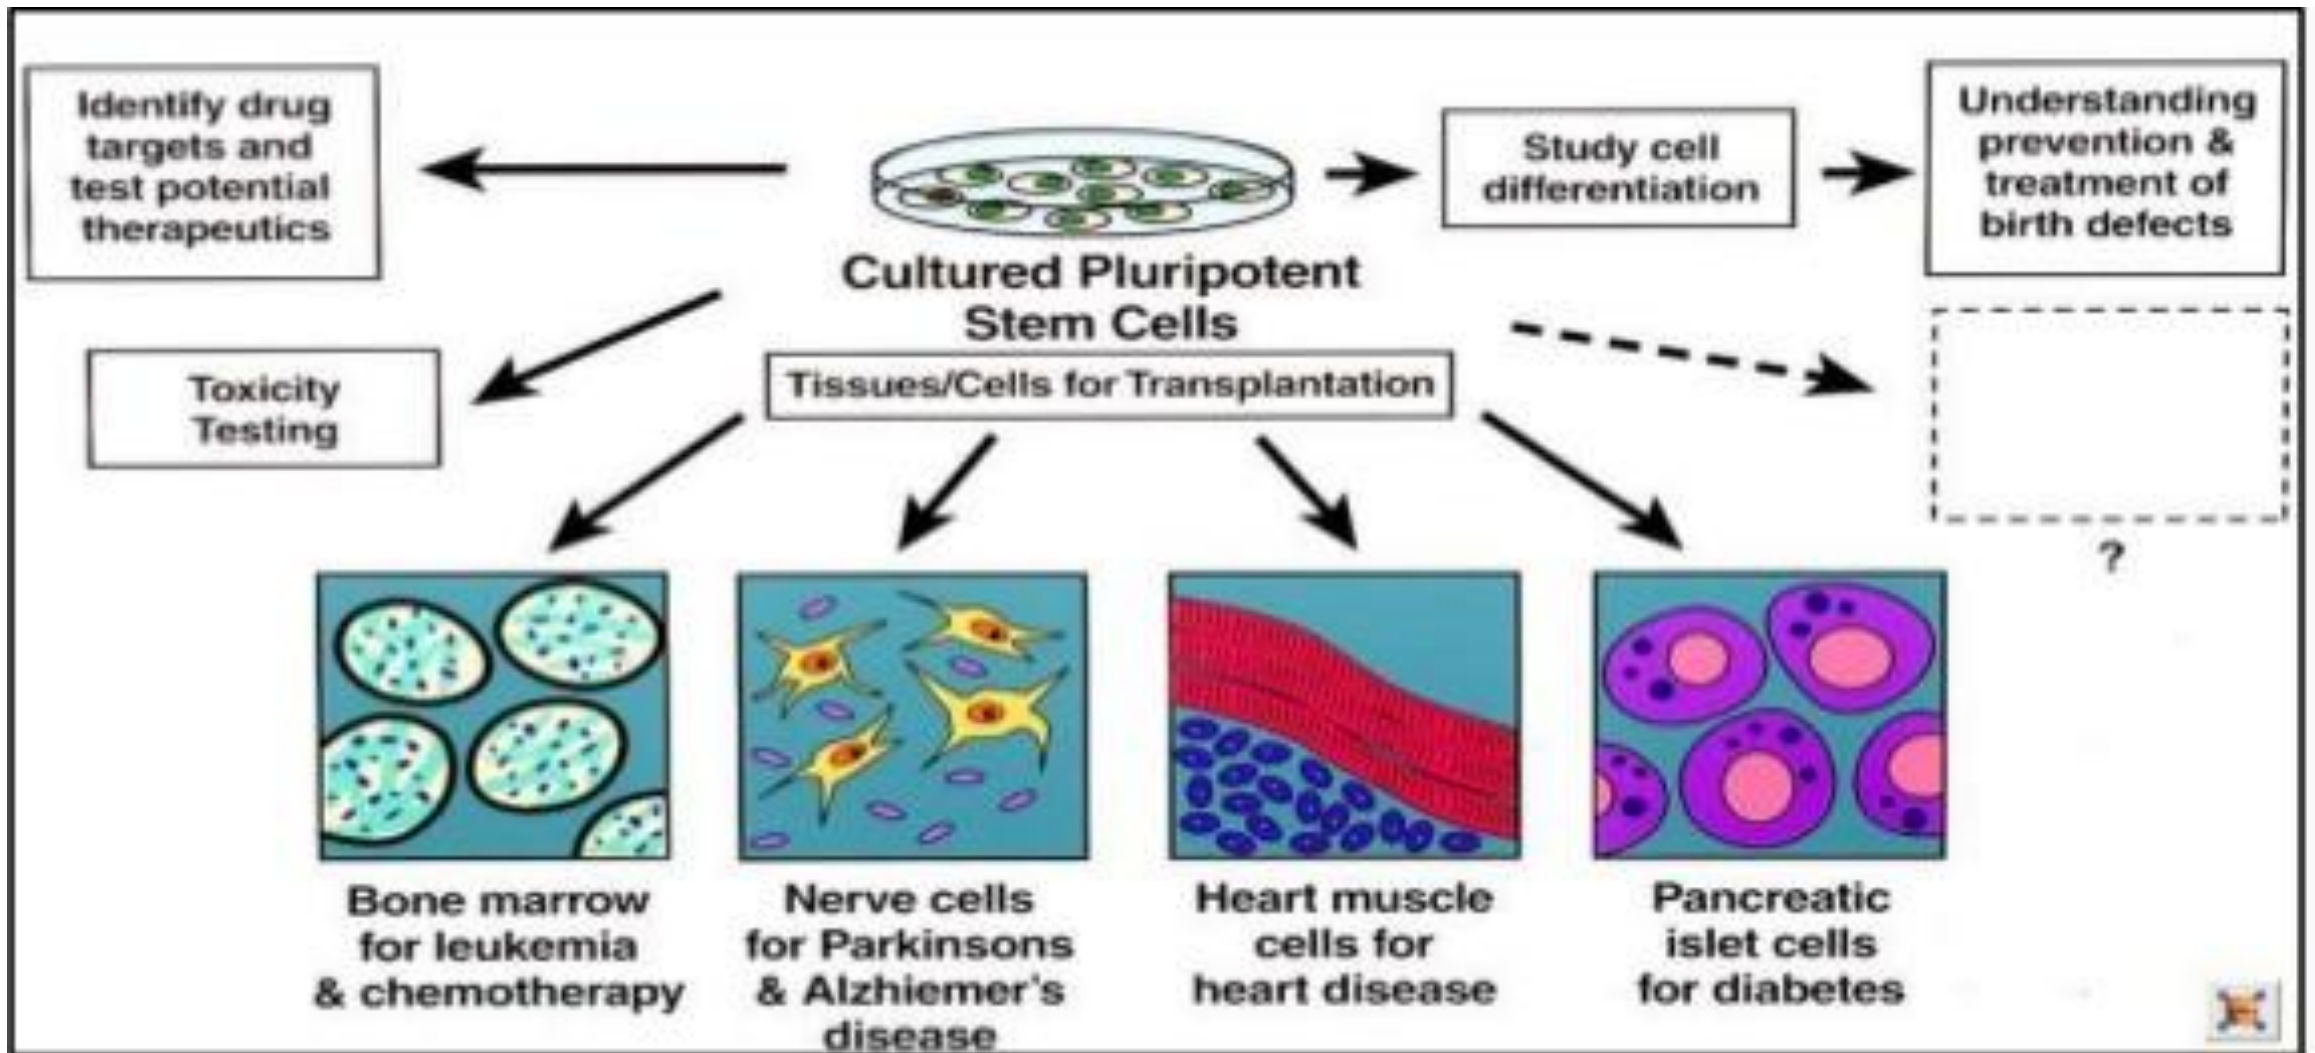 Identify drug
targets and
test potential
therapeutics
Cultured Pluripotent
Stem Cells
Study cell
differentiation
Understanding
prevention &
treatment of
birth defects
Toxicity
Testing
Tissues/Cells for Transplantation
?
Bone marrow
for leukemia
& chemotherapy
Nerve cells
for Parkinsons
& Alzhiemer's
disease
Heart muscle
cells for
heart disease
Pancreatic
islet cells
for diabetes